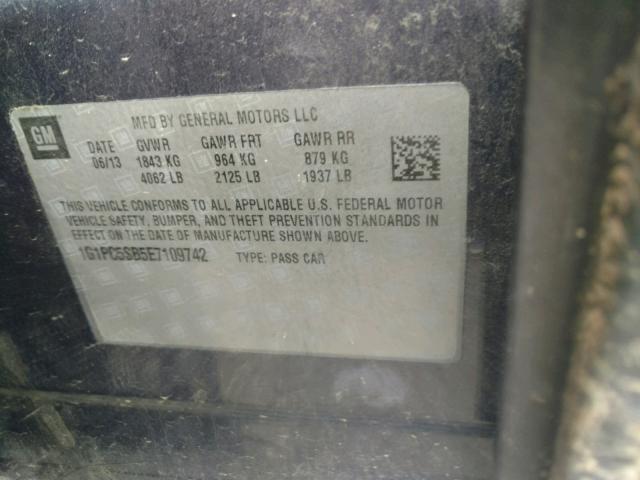 GM
MFD BY GENERAL MOTORS LLC
DATE GVWR GAWR FRT GAWR RR
06/13 1843 KG 964 KG 879 KG
4062 LB 2125 LB 1937 LB
THIS VEHICLE CONFORMS TO ALL APPLICABLE U.S. FEDERAL MOTOR
VEHICLE SAFETY, BUMPER, AND THEFT PREVENTION STANDARDS IN
EFFECT ON THE DATE OF MANUFACTURE SHOWN ABOVE.
1G1PC5SB5E7109742 TYPE: PASS CAR